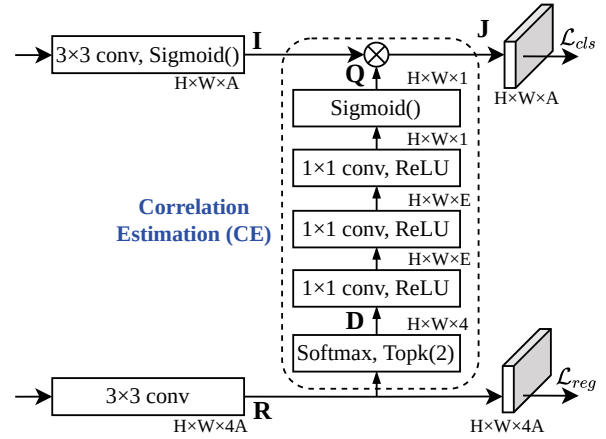 3×3 conv, Sigmoid()
I
J
ℒcls
H×W×A
Q
H×W×1
H×W×A
Sigmoid()
H×W×1
1×1 conv, ReLU
H×W×E
Correlation
Estimation (CE)
1×1 conv, ReLU
H×W×E
1×1 conv, ReLU
D
H×W×4
Softmax, Topk(2)
3×3 conv
R
ℒreg
H×W×4A
H×W×4A